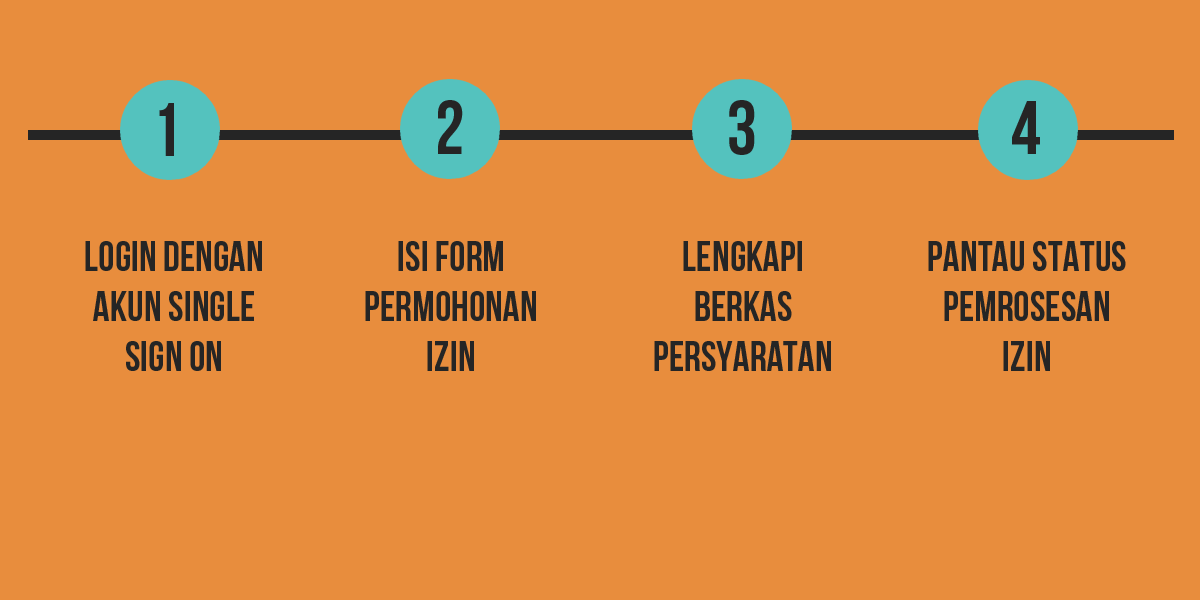 1
2
3
4
LOGIN DENGAN
AKUN SINGLE
SIGN ON
ISI FORM
PERMOHONAN
IZIN
LENGKAPI
BERKAS
PERSYARATAN
PANTAU STATUS
PEMROSESAN
IZIN